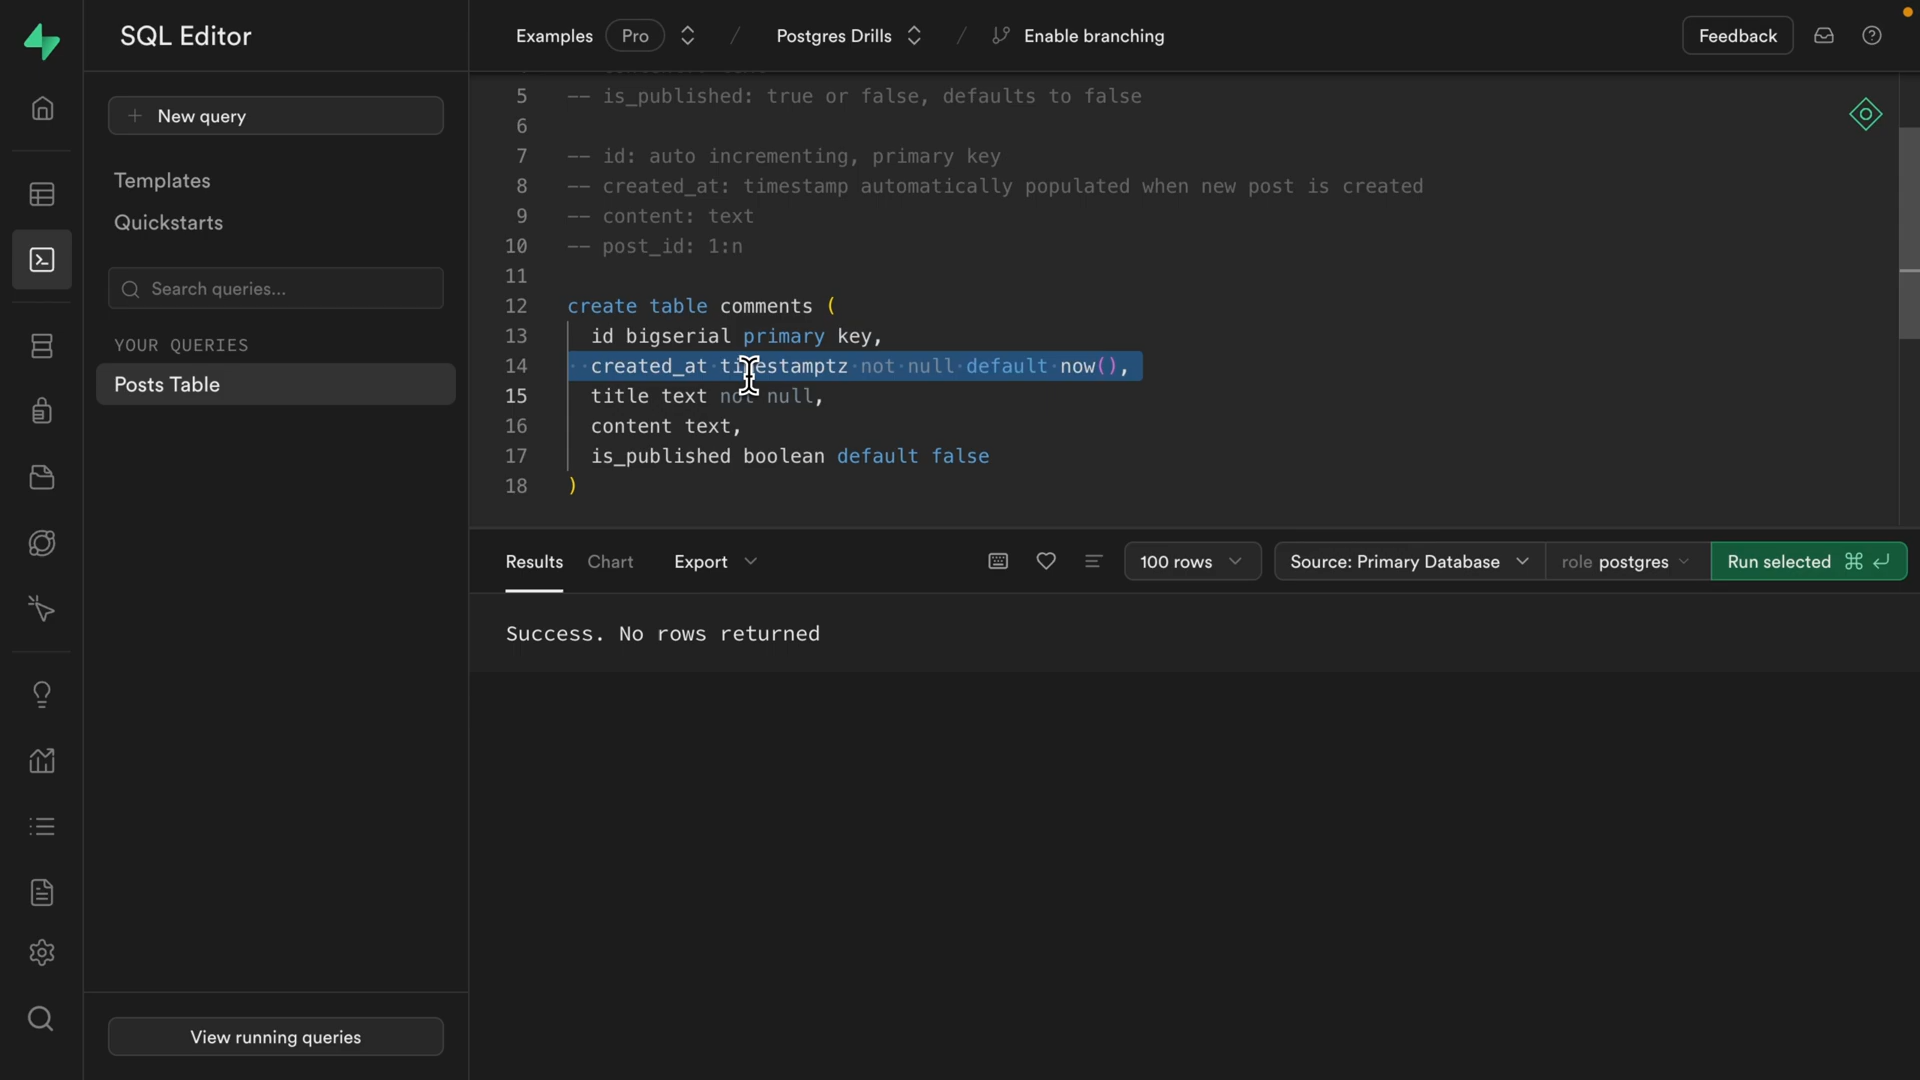 SQL Editor
Examples Pro / Postgres Drills / Enable branching
Feedback
New query
Templates
Quickstarts
Search queries...
YOUR QUERIES
Posts Table
View running queries
5 -- is_published: true or false, defaults to false
6
7 -- id: auto incrementing, primary key
8 -- created_at: timestamp automatically populated when new post is created
9 -- content: text
10 -- post_id: 1:n
11
12 create table comments (
13 id bigserial primary key,
14 created_at timestamptz not null default now(),
15 title text not null,
16 content text,
17 is_published boolean default false
18 )
Results Chart Export 100 rows Source: Primary Database role postgres Run selected ⌘ ↵
Success. No rows returned